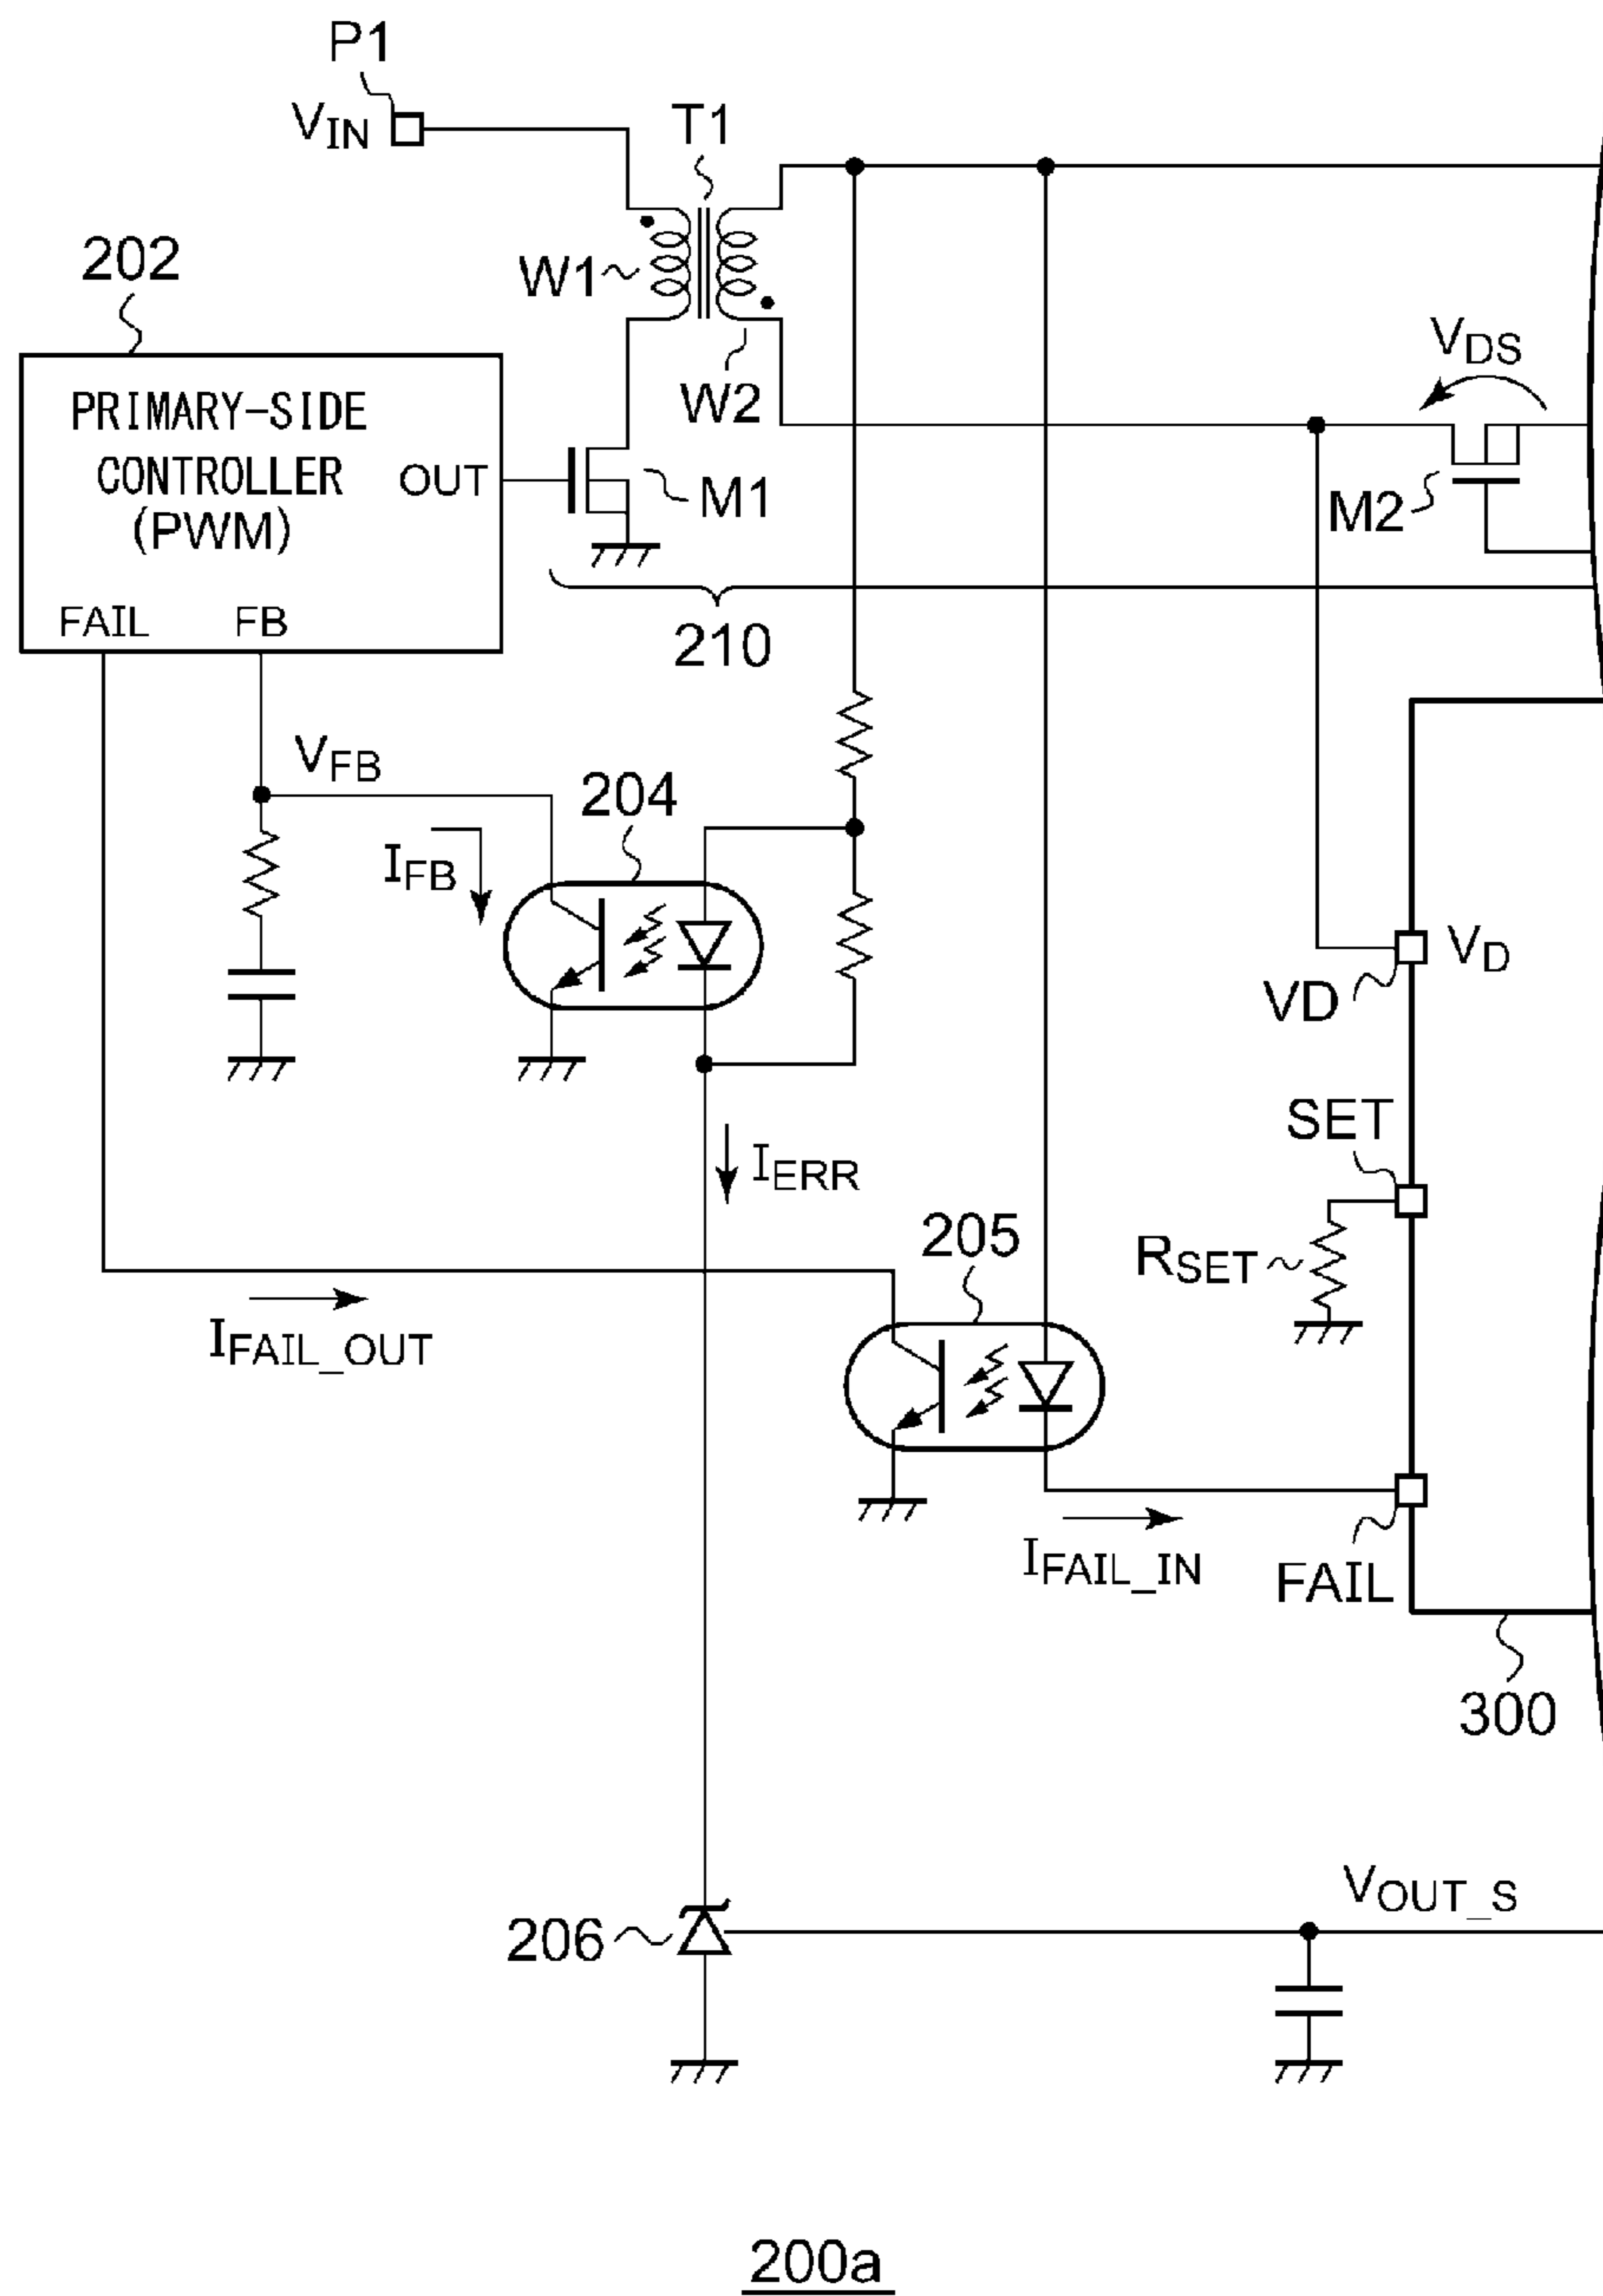 P1
VIN
T1
202
W1
W2
VDS
PRIMARY-SIDE
CONTROLLER
(PWM)
OUT
M1
M2
FAIL
FB
210
VFB
204
IFB
VD
VD
SET
IERR
205
RSET
IFAIL_OUT
IFAIL_IN
FAIL
300
VOUT_S
206
200a